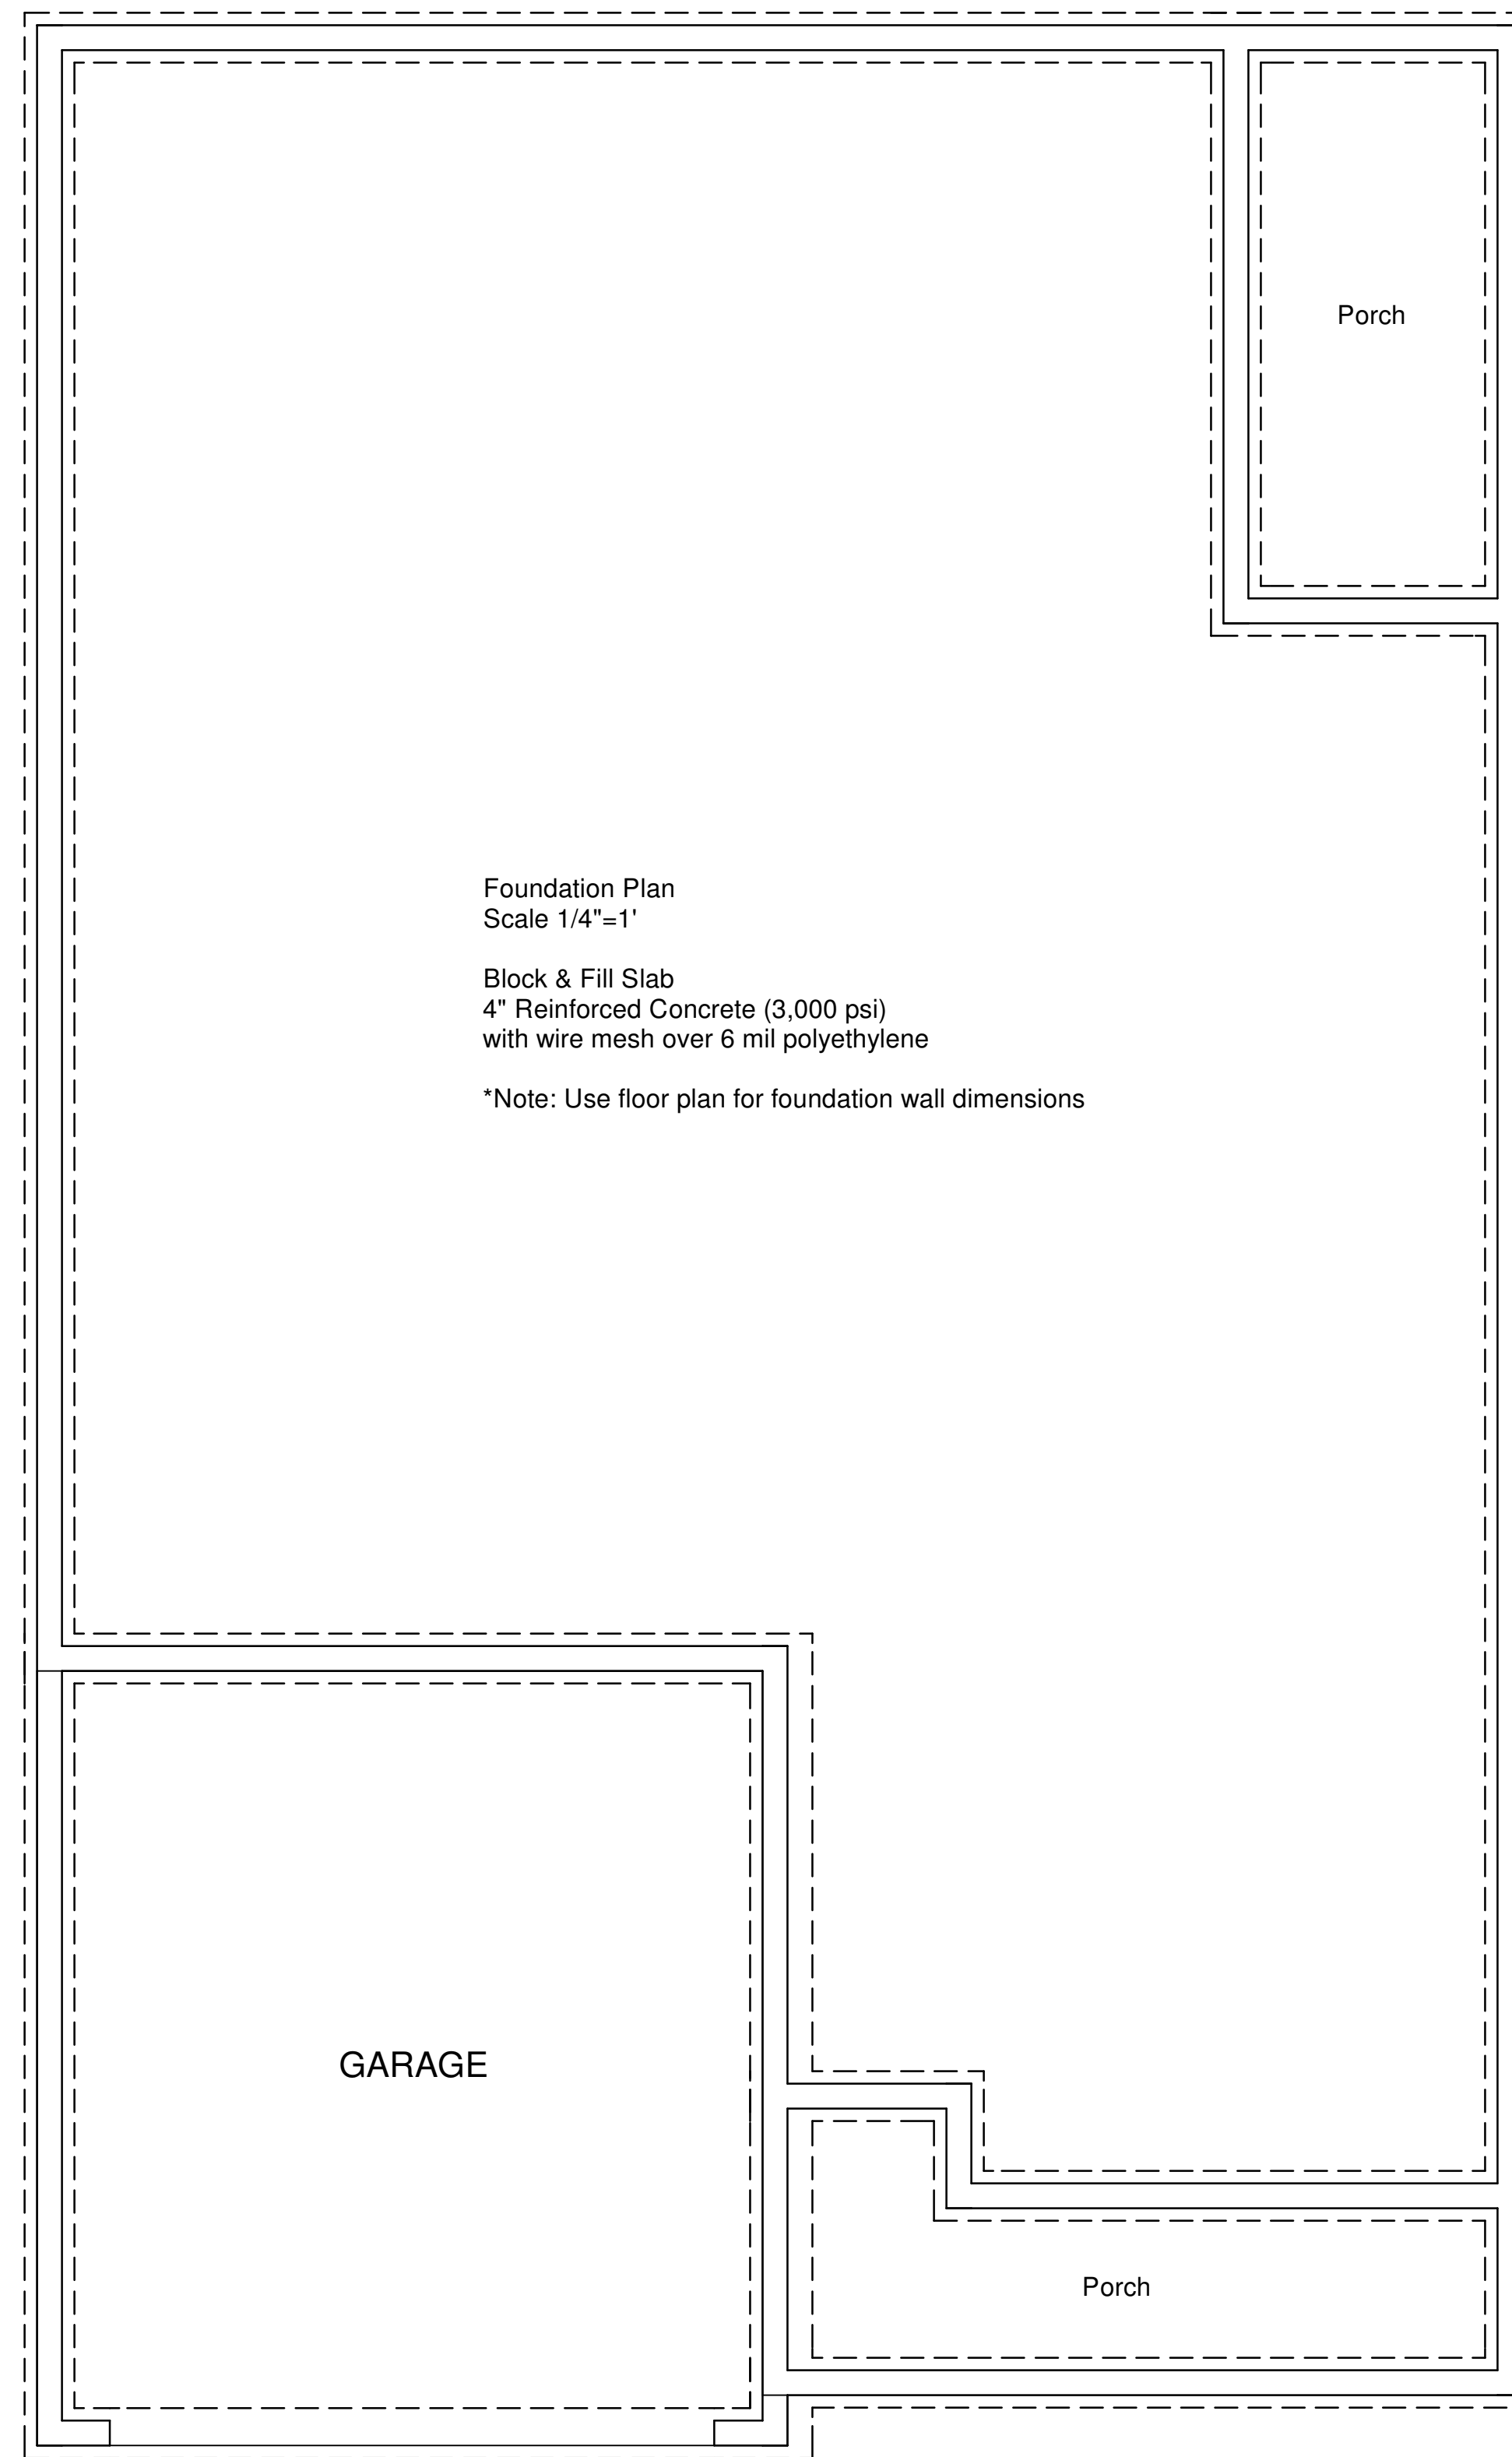 Porch
Foundation Plan
Scale 1/4"=1'
Block & Fill Slab
4" Reinforced Concrete (3,000 psi)
with wire mesh over 6 mil polyethylene
*Note: Use floor plan for foundation wall dimensions
GARAGE
Porch